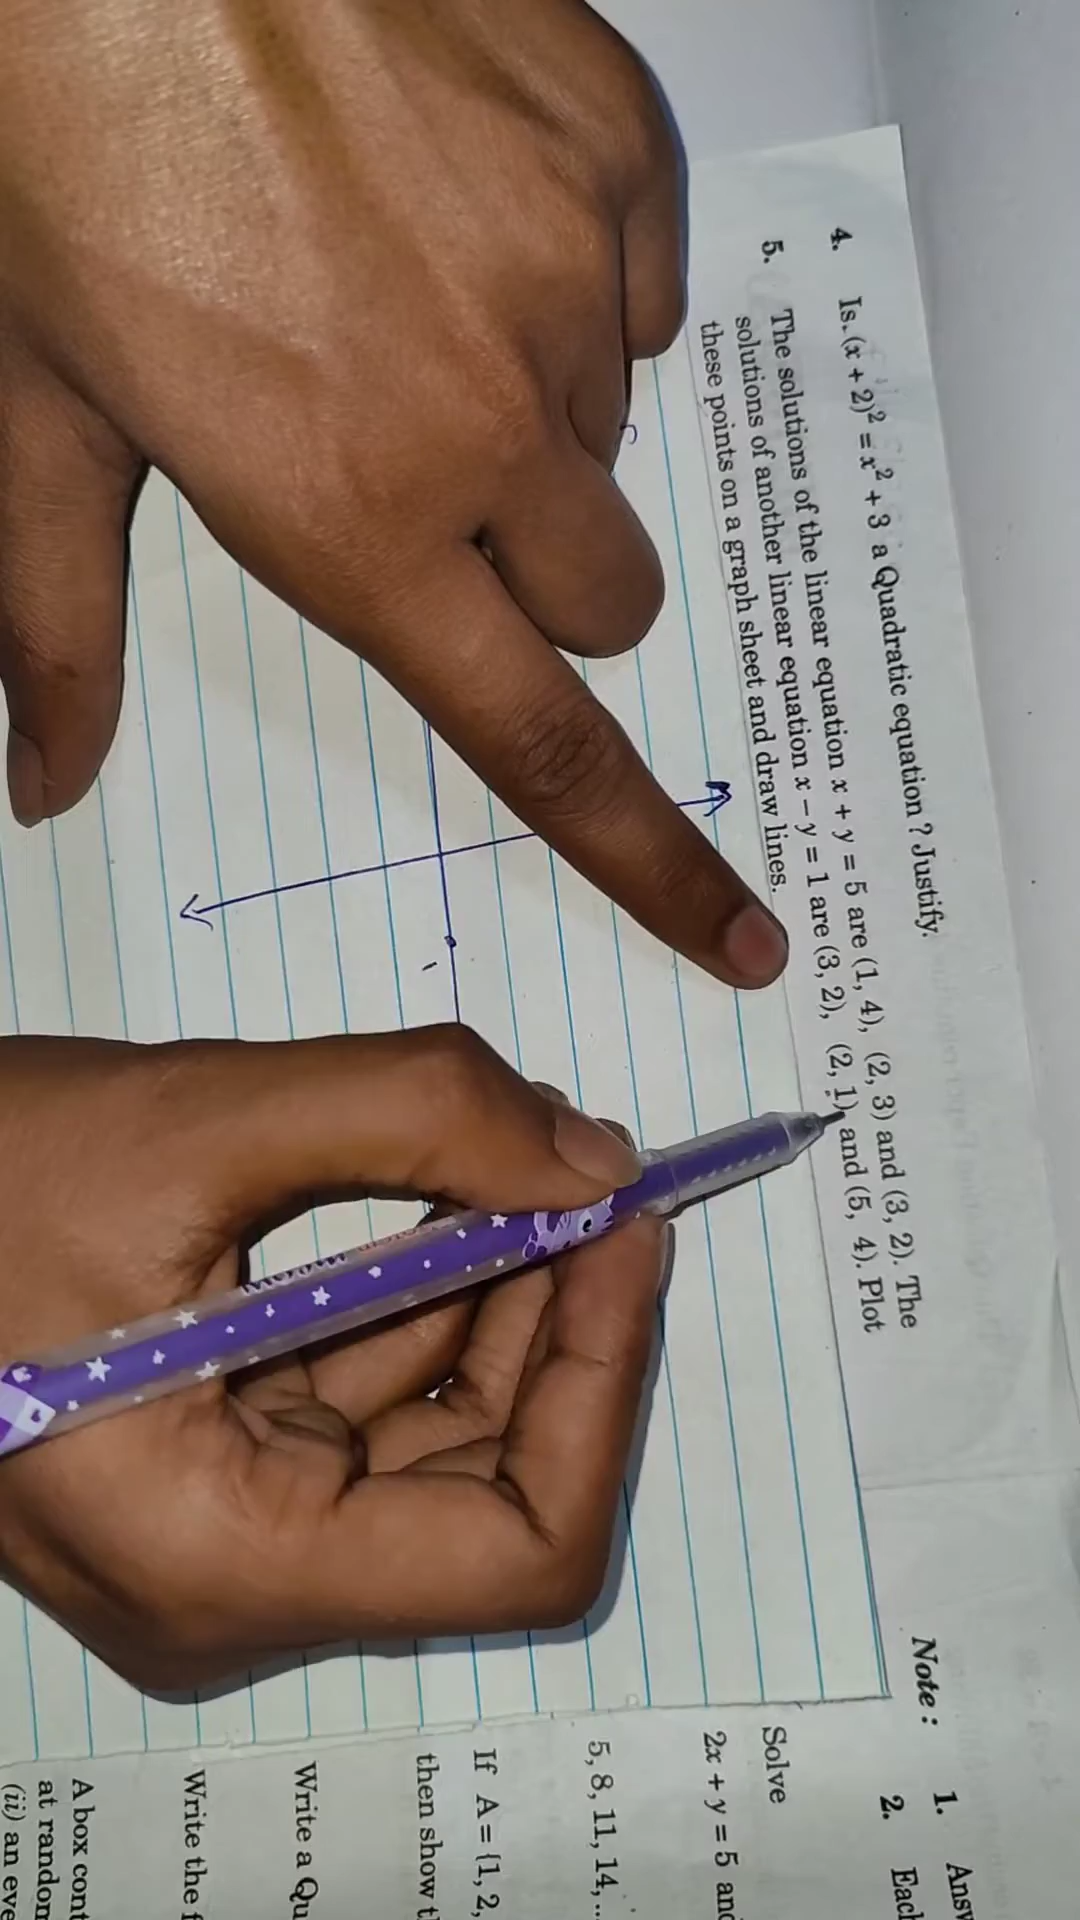 4. Is. (x + 2)² = x² + 3 a Quadratic equation ? Justify.
5. The solutions of the linear equation x + y = 5 are (1, 4), (2, 3) and (3, 2). The
solutions of another linear equation x – y = 1 are (3, 2), (2, 1) and (5, 4). Plot
these points on a graph sheet and draw lines.
Note : 1. Answ
2. Each
Solve
2x + y = 5 and
5, 8, 11, 14, ...
If A = {1, 2,
then show t
Write a Qu
Write the f
A box cont
at random
(ii) an eve